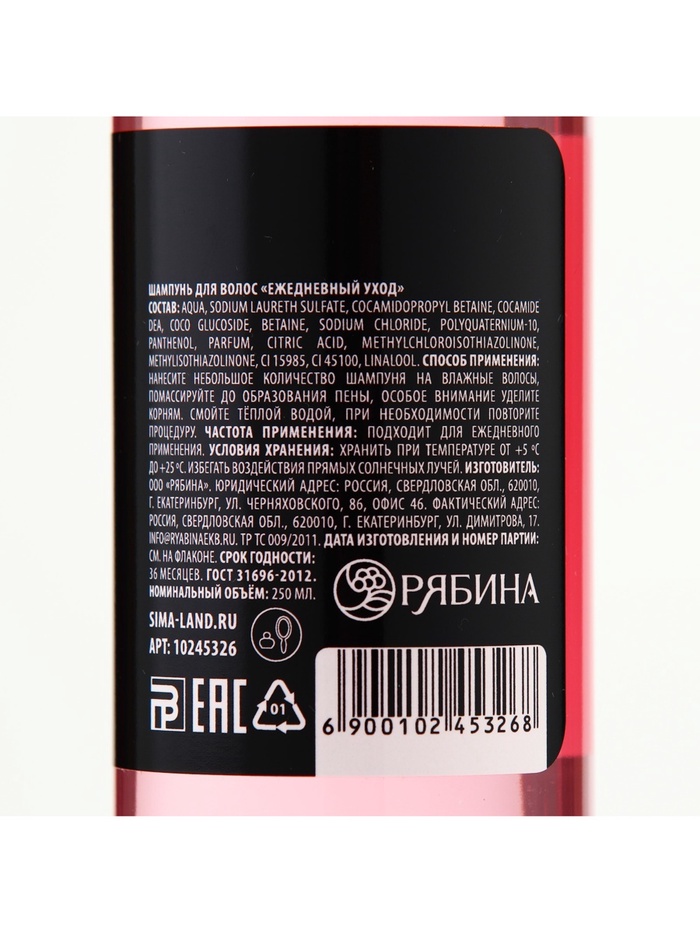 ШАМПУНЬ ДЛЯ ВОЛОС «ЕЖЕДНЕВНЫЙ УХОД»
СОСТАВ: AQUA, SODIUM LAURETH SULFATE, COCAMIDOPROPYL BETAINE, COCAMIDE
DEA, COCO GLUCOSIDE, BETAINE, SODIUM CHLORIDE, POLYQUATERNIUM-10,
PANTHENOL, PARFUM, CITRIC ACID, METHYLCHLOROISOTHIAZOLINONE,
METHYLISOTHIAZOLINONE, CI 15985, CI 45100, LINALOOL. СПОСОБ ПРИМЕНЕНИЯ:
НАНЕСИТЕ НЕБОЛЬШОЕ КОЛИЧЕСТВО ШАМПУНЯ НА ВЛАЖНЫЕ ВОЛОСЫ,
ПОМАССИРУЙТЕ ДО ОБРАЗОВАНИЯ ПЕНЫ, ОСОБОЕ ВНИМАНИЕ УДЕЛИТЕ
КОРНЯМ. СМОЙТЕ ТЁПЛОЙ ВОДОЙ, ПРИ НЕОБХОДИМОСТИ ПОВТОРИТЕ
ПРОЦЕДУРУ. ЧАСТОТА ПРИМЕНЕНИЯ: ПОДХОДИТ ДЛЯ ЕЖЕДНЕВНОГО
ПРИМЕНЕНИЯ. УСЛОВИЯ ХРАНЕНИЯ: ХРАНИТЬ ПРИ ТЕМПЕРАТУРЕ ОТ +5 ºС
ДО +25 ºС. ИЗБЕГАТЬ ВОЗДЕЙСТВИЯ ПРЯМЫХ СОЛНЕЧНЫХ ЛУЧЕЙ. ИЗГОТОВИТЕЛЬ:
ООО «РЯБИНА». ЮРИДИЧЕСКИЙ АДРЕС: РОССИЯ, СВЕРДЛОВСКАЯ ОБЛ., 620010,
Г. ЕКАТЕРИНБУРГ, УЛ. ЧЕРНЯХОВСКОГО, 86, ОФИС 46. ФАКТИЧЕСКИЙ АДРЕС:
РОССИЯ, СВЕРДЛОВСКАЯ ОБЛ., 620010, Г. ЕКАТЕРИНБУРГ, УЛ. ДИМИТРОВА, 17.
INFO@RYABINAEKB.RU ТР ТС 009/2011. ДАТА ИЗГОТОВЛЕНИЯ И НОМЕР ПАРТИИ:
СМ. НА ФЛАКОНЕ. СРОК ГОДНОСТИ:
36 МЕСЯЦЕВ. ГОСТ 31696-2012.
НОМИНАЛЬНЫЙ ОБЪЁМ: 250 МЛ.
РЯБИНА
SIMA-LAND.RU
АРТ: 10245326
EAC
01
6 900102 453268